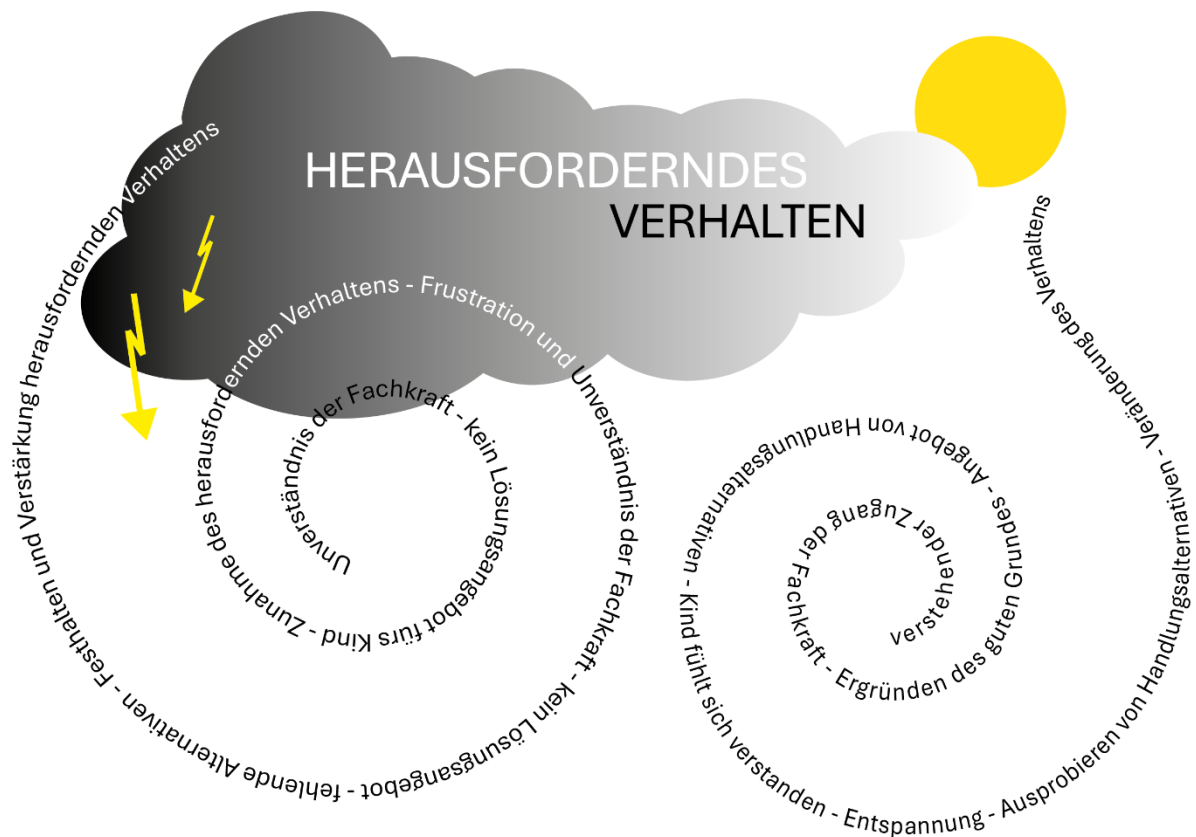 HERAUSFORDERNDES
VERHALTEN
Unverständnis der Fachkraft - kein Lösungsangebot fürs Kind - Zunahme des herausfordernden Verhaltens - Frustration und Unverständnis der Fachkraft - kein Lösungsangebot - fehlende Alternativen - Festhalten und Verstärkung herausfordernden Verhaltens
verstehender Zugang der Fachkraft - Ergründen des guten Grundes - Angebot von Handlungsalternativen - Kind fühlt sich verstanden - Entspannung - Ausprobieren von Handlungsalternativen - Veränderung des Verhaltens